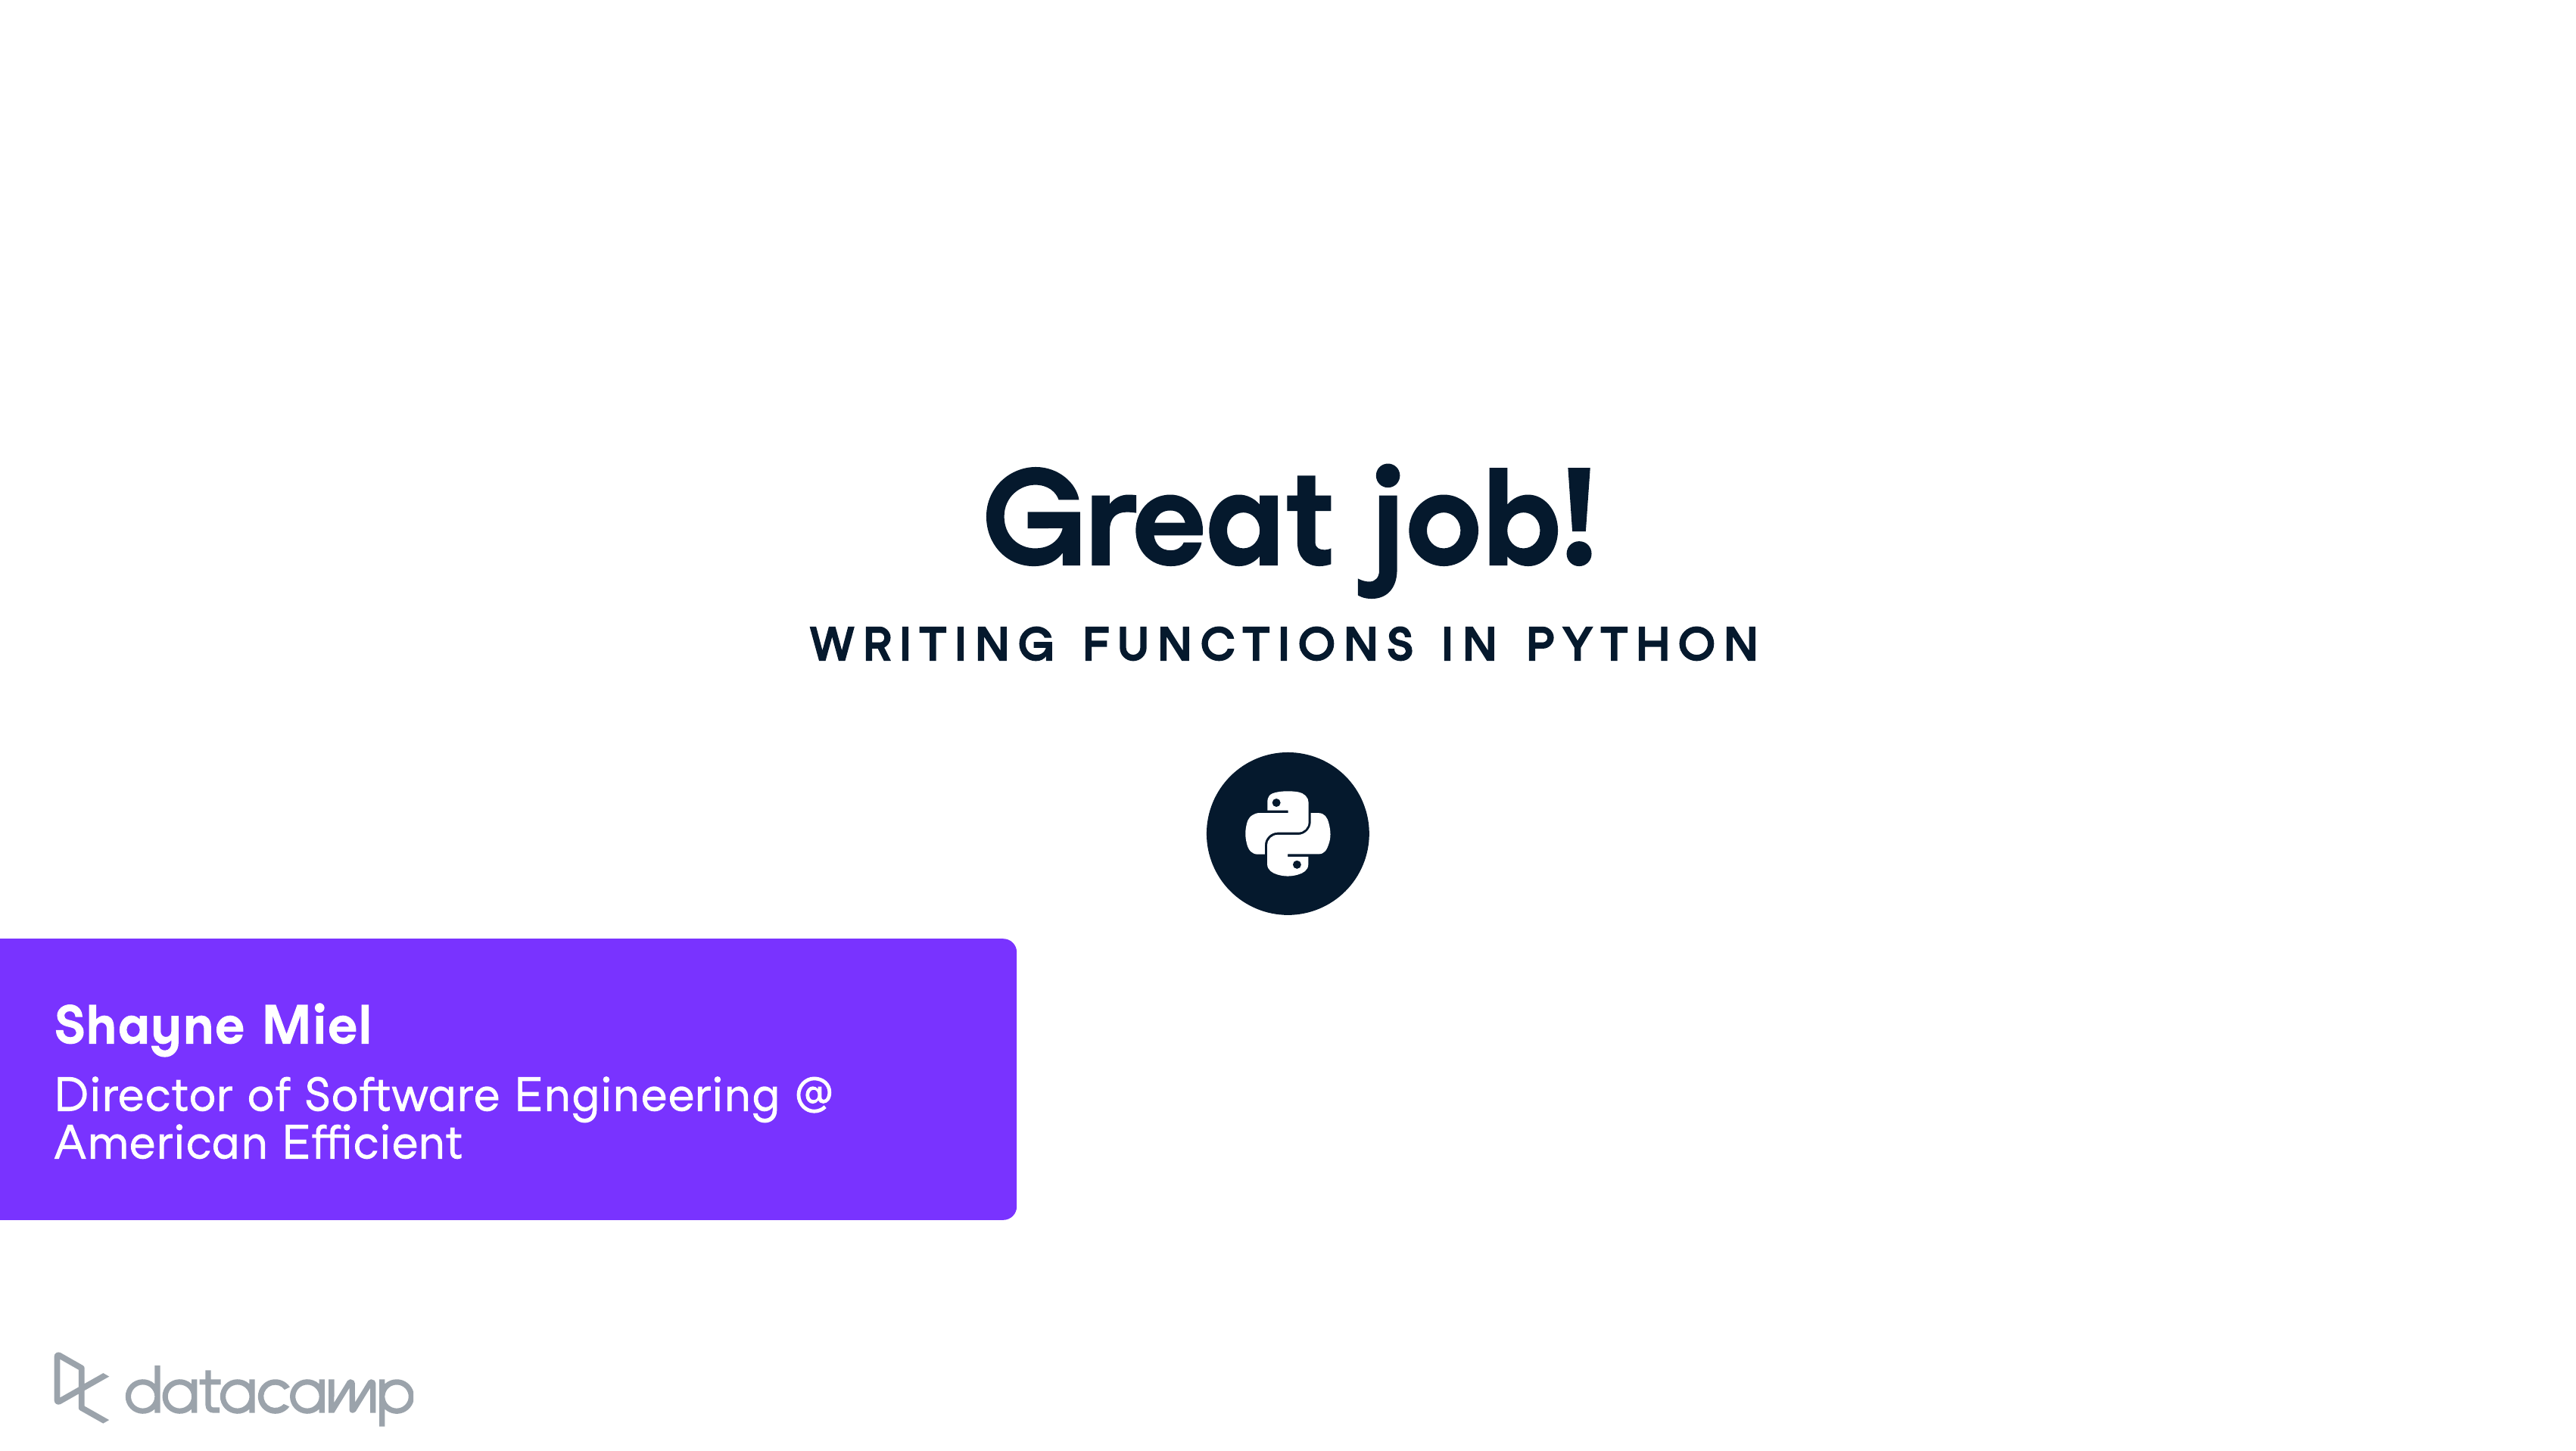 Great job!
WRITING FUNCTIONS IN PYTHON
Shayne Miel
Director of Software Engineering @
American Efficient
datacamp